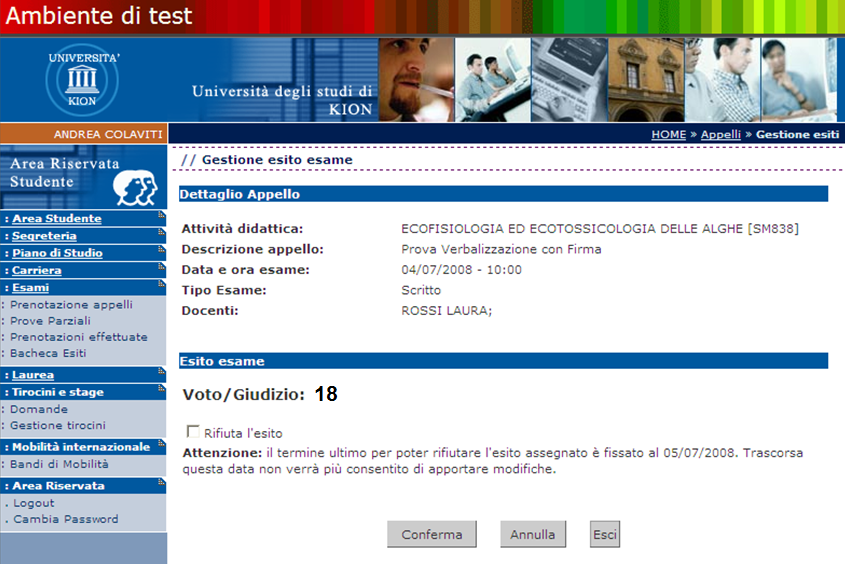 Ambiente di test
UNIVERSITA'
KION
Università degli studi di
KION
ANDREA COLAVITI
HOME » Appelli » Gestione esiti
Area Riservata
Studente
: Area Studente
: Segreteria
: Piano di Studio
: Carriera
: Esami
: Prenotazione appelli
: Prove Parziali
: Prenotazioni effettuate
: Bacheca Esiti
: Laurea
: Tirocini e stage
: Domande
: Gestione tirocini
: Mobilità internazionale
: Bandi di Mobilità
: Area Riservata
. Logout
. Cambia Password
// Gestione esito esame
Dettaglio Appello
Attività didattica: ECOFISIOLOGIA ED ECOTOSSICOLOGIA DELLE ALGHE [SM838]
Descrizione appello: Prova Verbalizzazione con Firma
Data e ora esame: 04/07/2008 - 10:00
Tipo Esame: Scritto
Docenti: ROSSI LAURA;
Esito esame
Voto/Giudizio: 18
Rifiuta l'esito
Attenzione: il termine ultimo per poter rifiutare l'esito assegnato è fissato al 05/07/2008. Trascorsa
questa data non verrà più consentito di apportare modifiche.
Conferma Annulla Esci